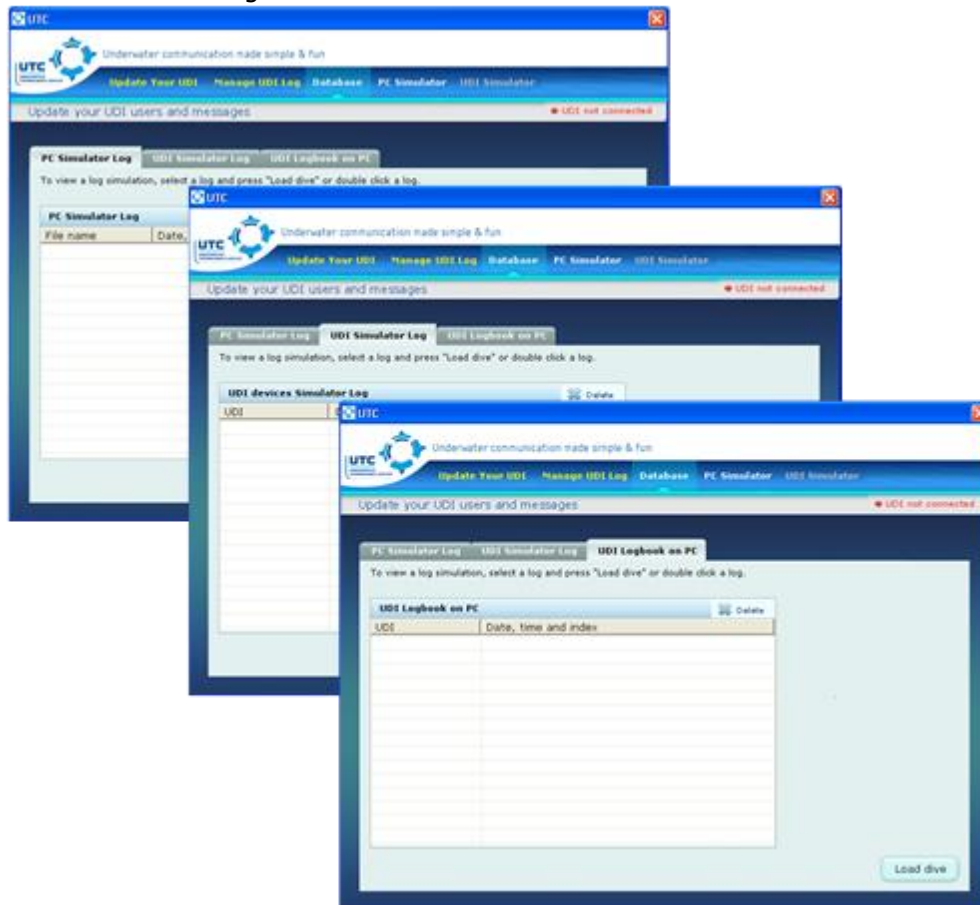 UTC
UTC
Underwater communication made simple & fun
Update Your UDI Manage UDI Log Database PC Simulator UDI Simulator
Update your UDI users and messages UDI not connected
PC Simulator Log UDI Simulator Log UDI Logbook on PC
To view a log simulation, select a log and press "Load dive" or double click a log.
PC Simulator Log
File name Date,
UTC
UTC
Underwater communication made simple & fun
Update Your UDI Manage UDI Log Database PC Simulator UDI Simulator
Update your UDI users and messages UDI not connected
PC Simulator Log UDI Simulator Log UDI Logbook on PC
To view a log simulation, select a log and press "Load dive" or double click a log.
UDI devices Simulator Log Delete
UDI
UTC
UTC
Underwater communication made simple & fun
Update Your UDI Manage UDI Log Database PC Simulator UDI Simulator
Update your UDI users and messages UDI not connected
PC Simulator Log UDI Simulator Log UDI Logbook on PC
To view a log simulation, select a log and press "Load dive" or double click a log.
UDI Logbook on PC Delete
UDI Date, time and index
Load dive